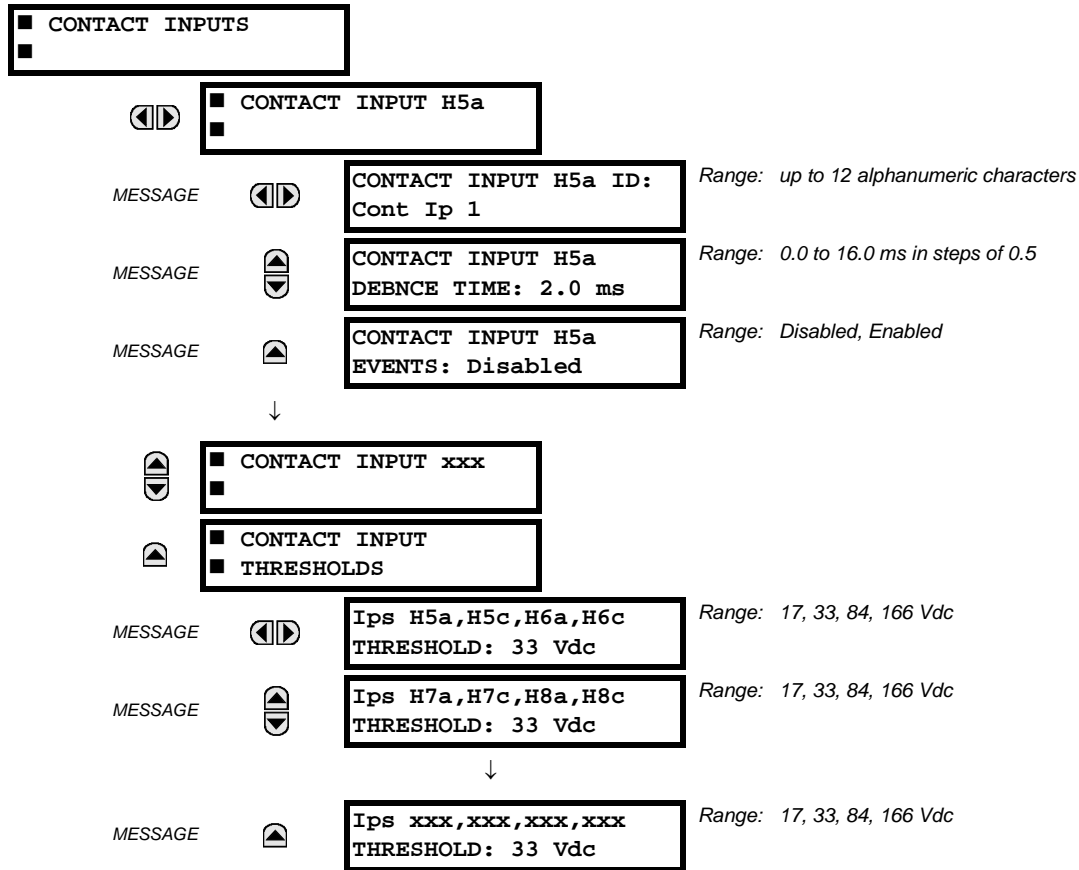 ■ CONTACT INPUTS
■
■ CONTACT INPUT H5a
■
MESSAGE
CONTACT INPUT H5a ID:
Cont Ip 1
Range: up to 12 alphanumeric characters
MESSAGE
CONTACT INPUT H5a
DEBNCE TIME: 2.0 ms
Range: 0.0 to 16.0 ms in steps of 0.5
MESSAGE
CONTACT INPUT H5a
EVENTS: Disabled
Range: Disabled, Enabled
↓
■ CONTACT INPUT xxx
■
■ CONTACT INPUT
■ THRESHOLDS
MESSAGE
Ips H5a,H5c,H6a,H6c
THRESHOLD: 33 Vdc
Range: 17, 33, 84, 166 Vdc
MESSAGE
Ips H7a,H7c,H8a,H8c
THRESHOLD: 33 Vdc
Range: 17, 33, 84, 166 Vdc
↓
MESSAGE
Ips xxx,xxx,xxx,xxx
THRESHOLD: 33 Vdc
Range: 17, 33, 84, 166 Vdc